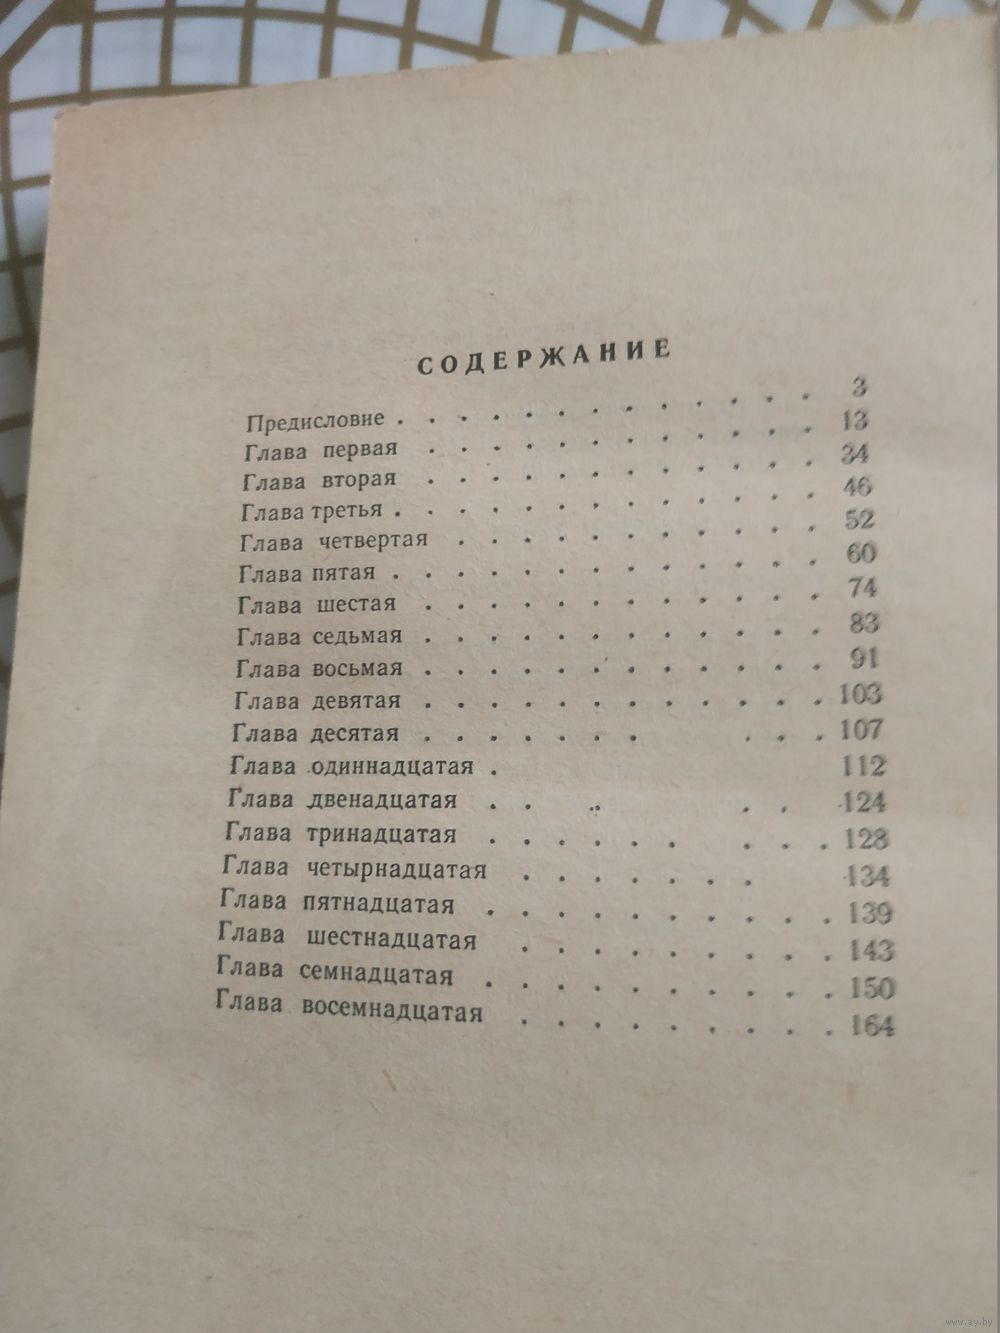 СОДЕРЖАНИЕ
Предисловие . . . . . . . . . . . . . 3
Глава первая . . . . . . . . . . . . 13
Глава вторая . . . . . . . . . . . . 34
Глава третья . . . . . . . . . . . . . 46
Глава четвертая . . . . . . . . . . . 52
Глава пятая . . . . . . . . . . . . . 60
Глава шестая . . . . . . . . . . . . 74
Глава седьмая . . . . . . . . . . . . 83
Глава восьмая . . . . . . . . . . . . 91
Глава девятая . . . . . . . . . . . . 103
Глава десятая . . . . . . . . . . 107
Глава одиннадцатая . 112
Глава двенадцатая . . . . . 124
Глава тринадцатая . . . . . . . . . 128
Глава четырнадцатая . . . . . . . 134
Глава пятнадцатая . . . . . . . . . . 139
Глава шестнадцатая . . . . . . . . . 143
Глава семнадцатая . . . . . . . . . . 150
Глава восемнадцатая . . . . . . . . . 164
www.ay.by